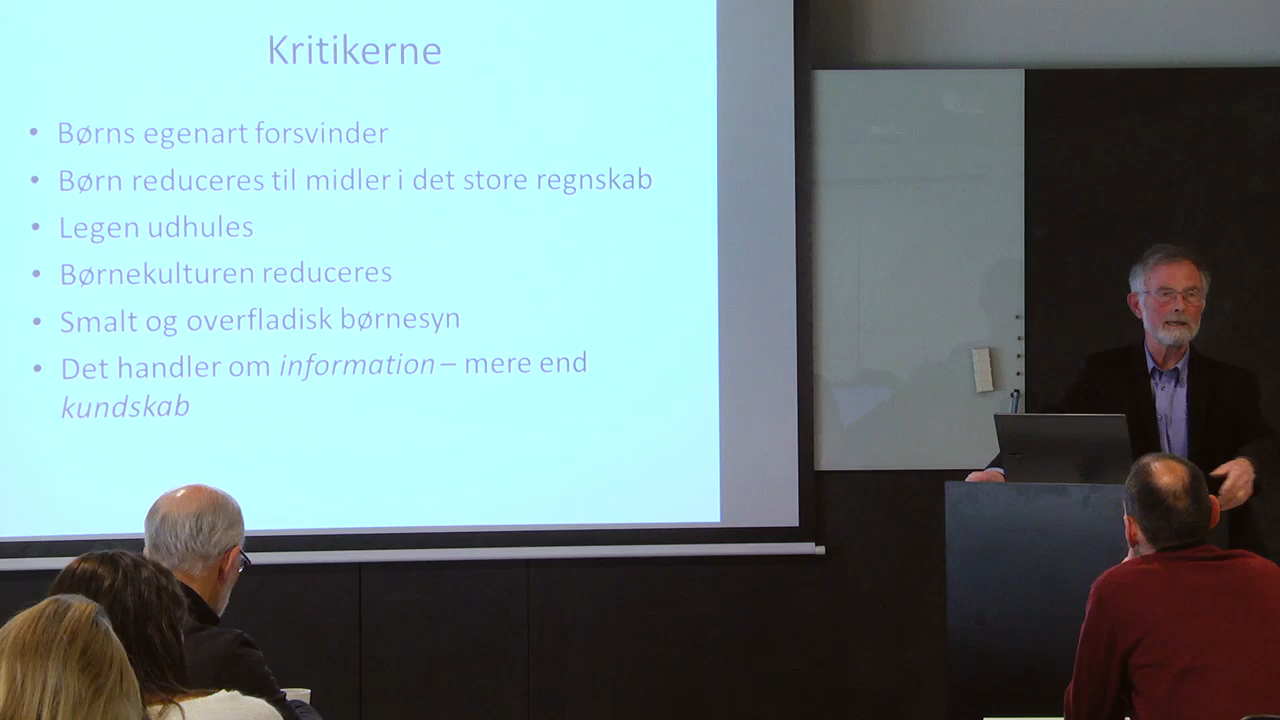 Kritikerne
• Børns egenart forsvinder
• Børn reduceres til midler i det store regnskab
• Legen udhules
• Børnekulturen reduceres
• Smalt og overfladisk børnesyn
• Det handler om information – mere end
kundskab